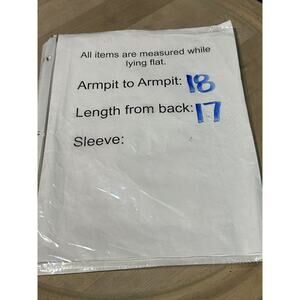 All items are measured while
lying flat.
Armpit to Armpit: 18
Length from back: 17
Sleeve: